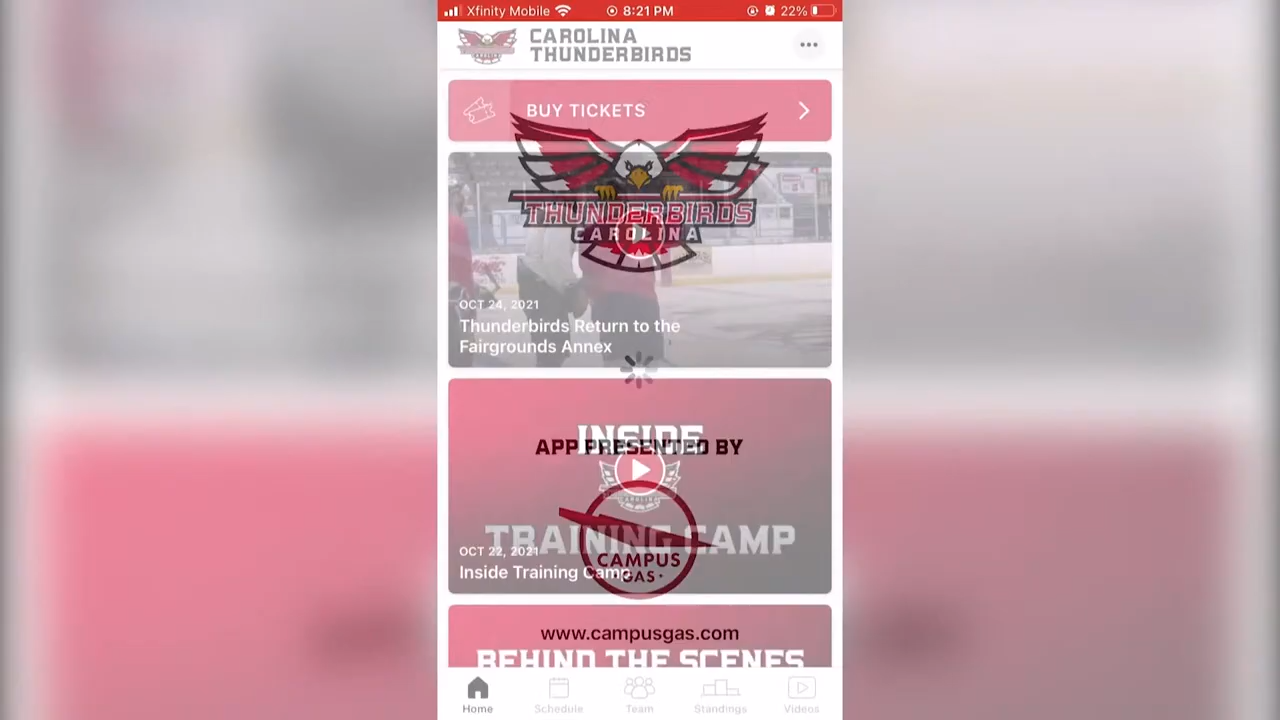 Xfinity Mobile 8:21 PM 22%
CAROLINA
THUNDERBIRDS
BUY TICKETS
THUNDERBIRDS
CAROLINA
OCT 24, 2021
Thunderbirds Return to the
Fairgrounds Annex
INSIDE
APP PRESENTED BY
CAROLINA
TRAINING CAMP
OCT 22, 2021
CAMPUS
GAS
Inside Training Camp
www.campusgas.com
BEHIND THE SCENES
Home Schedule Team Standings Videos